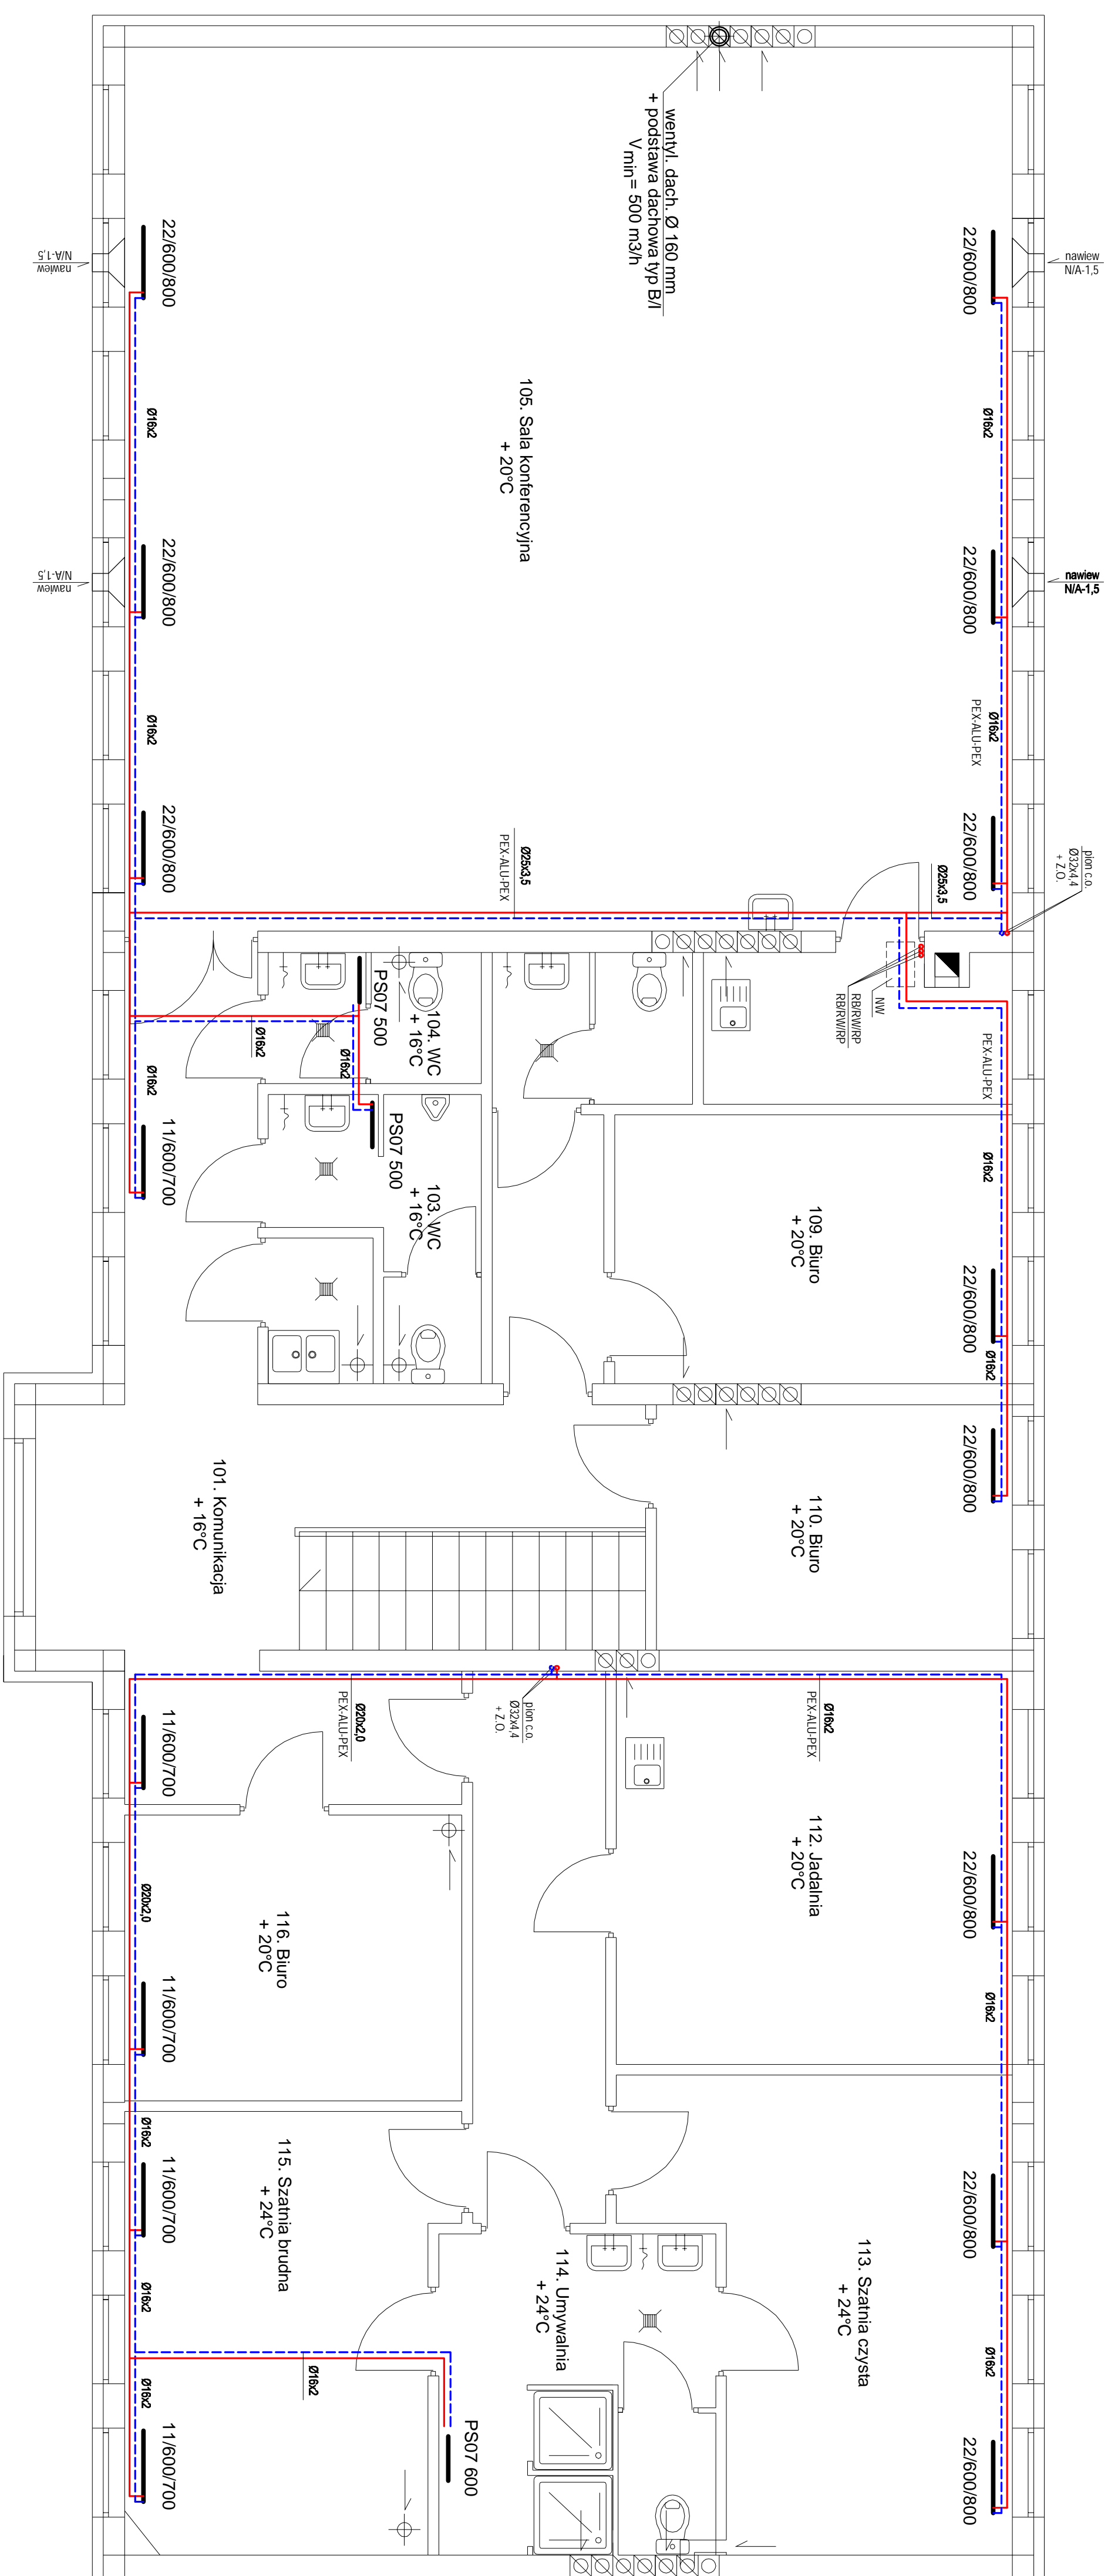 wentyl. dach. Ø 160 mm
+ podstawa dachowa typ B/I
Vmin= 500 m3/h
22/600/800
nawiew
N/A-1,5
22/600/800
nawiew
N/A-1,5
105. Sala konferencyjna
+ 20°C
Ø16x2
Ø16x2
22/600/800
nawiew
N/A-1,5
22/600/800
nawiew
N/A-1,5
Ø16x2
PEX-ALU-PEX
Ø16x2
22/600/800
22/600/800
pion c.o.
Ø32x4,4
+ Z.O.
Ø25x3,5
Ø25x3,5
PEX-ALU-PEX
NW
RB/RW/RP
RB/RW/RP
PEX-ALU-PEX
PS07 500
104. WC
+ 16°C
Ø16x2
Ø16x2
Ø16x2
11/600/700
PS07 500
103. WC
+ 16°C
Ø16x2
109. Biuro
+ 20°C
22/600/800
Ø16x2
22/600/800
110. Biuro
+ 20°C
101. Komunikacja
+ 16°C
pion c.o.
Ø32x4,4
+ Z.O.
Ø16x2
PEX-ALU-PEX
Ø20x2,0
PEX-ALU-PEX
11/600/700
112. Jadalnia
+ 20°C
22/600/800
Ø16x2
116. Biuro
+ 20°C
Ø20x2,0
11/600/700
Ø16x2
115. Szatnia brudna
+ 24°C
11/600/700
22/600/800
114. Umywalnia
+ 24°C
113. Szatnia czysta
+ 24°C
Ø16x2
Ø16x2
Ø16x2
Ø16x2
PS07 600
11/600/700
22/600/800